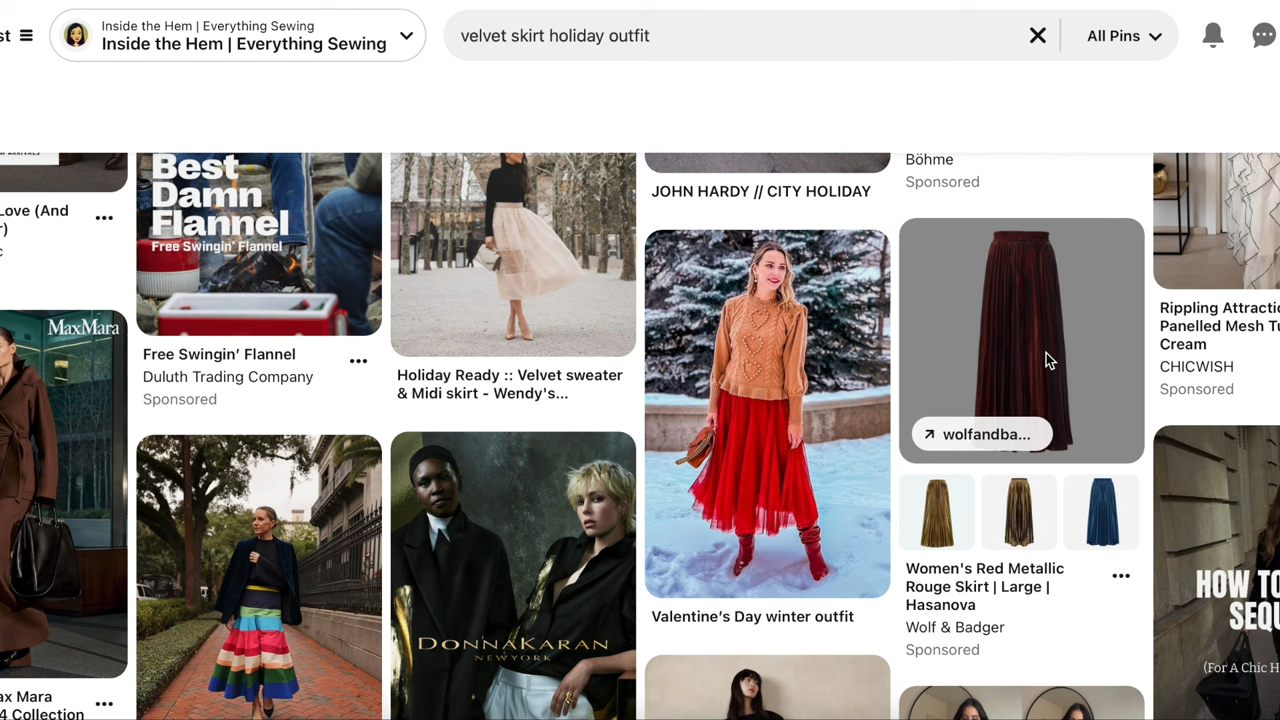 st
Inside the Hem | Everything Sewing
Inside the Hem | Everything Sewing
velvet skirt holiday outfit
All Pins
Love (And
r)
c
MaxMara
ax Mara
4 Collection
Best
Damn
Flannel
Free Swingin' Flannel
Free Swingin' Flannel
Duluth Trading Company
Sponsored
Holiday Ready :: Velvet sweater
& Midi skirt - Wendy's...
DONNAKARAN
NEW YORK
JOHN HARDY // CITY HOLIDAY
Valentine's Day winter outfit
Böhme
Sponsored
wolfandba...
Women's Red Metallic
Rouge Skirt | Large |
Hasanova
Wolf & Badger
Sponsored
Rippling Attracti
Panelled Mesh Tu
Cream
CHICWISH
Sponsored
HOW TO
SEQU
(For A Chic H